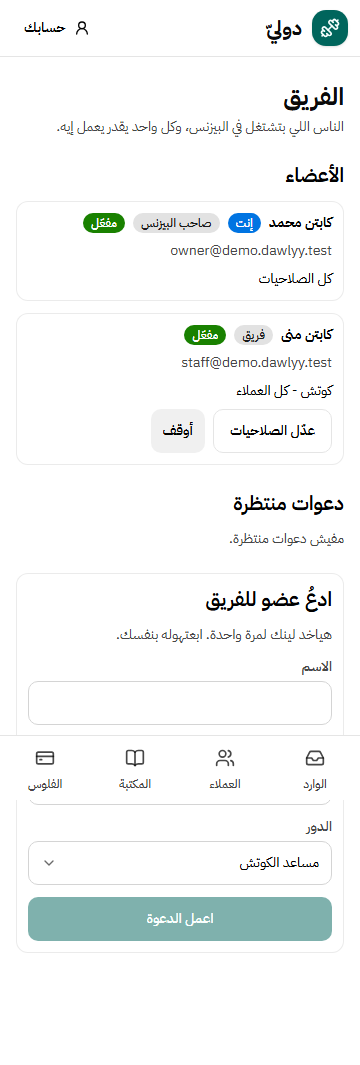 دوليّ
حسابك
الفريق
الناس اللي بتشتغل في البيزنس، وكل واحد يقدر يعمل إيه.
الأعضاء
كابتن محمد إنت صاحب البيزنس مفعّل
owner@demo.dawlyy.test
كل الصلاحيات
كابتن منى فريق مفعّل
staff@demo.dawlyy.test
كوتش - كل العملاء
عدّل الصلاحيات أوقف
دعوات منتظرة
مفيش دعوات منتظرة.
ادعُ عضو للفريق
هياخد لينك لمرة واحدة. ابعتهوله بنفسك.
الاسم
الوارد العملاء المكتبة الفلوس
الدور
مساعد الكوتش
اعمل الدعوة